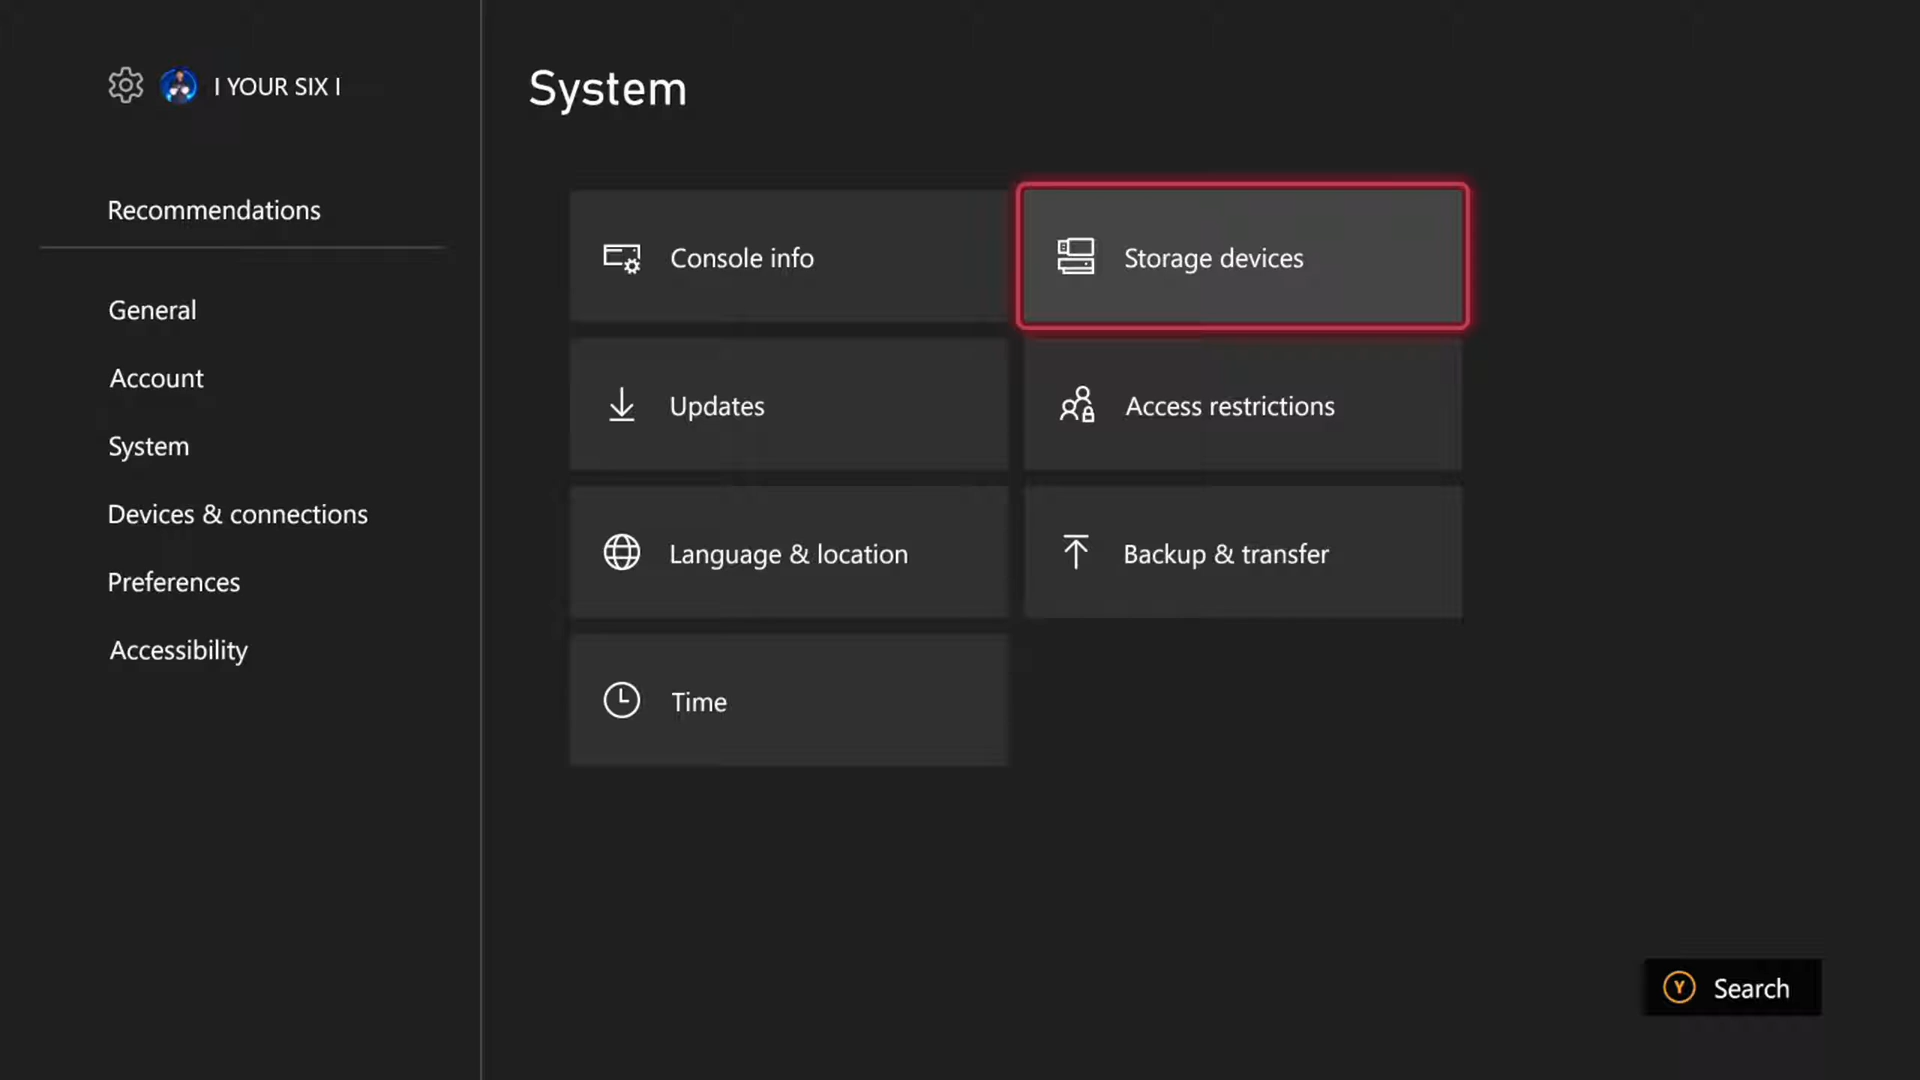 I YOUR SIX I
Recommendations
General
Account
System
Devices & connections
Preferences
Accessibility
System
Console info
Storage devices
Updates
Access restrictions
Language & location
Backup & transfer
Time
Y Search